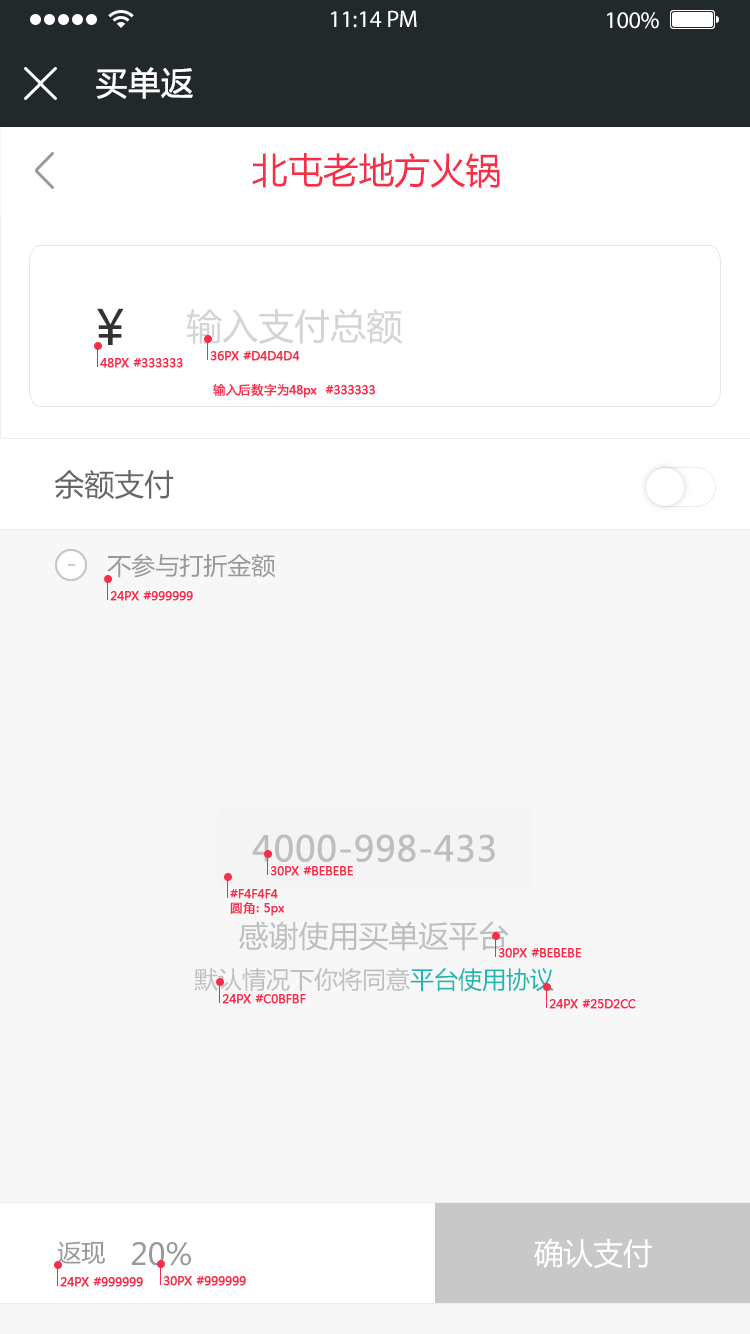 11:14 PM 100%
买单返
北屯老地方火锅
¥ 输入支付总额
48PX #333333 36PX #D4D4D4
输入后数字为48px #333333
余额支付
不参与打折金额
24PX #999999
4000-998-433
30PX #BEBEBE
#F4F4F4
圆角: 5px
感谢使用买单返平台
30PX #BEBEBE
默认情况下你将同意平台使用协议
24PX #C0BFBF 24PX #25D2CC
返现 20% 确认支付
24PX #999999 30PX #999999